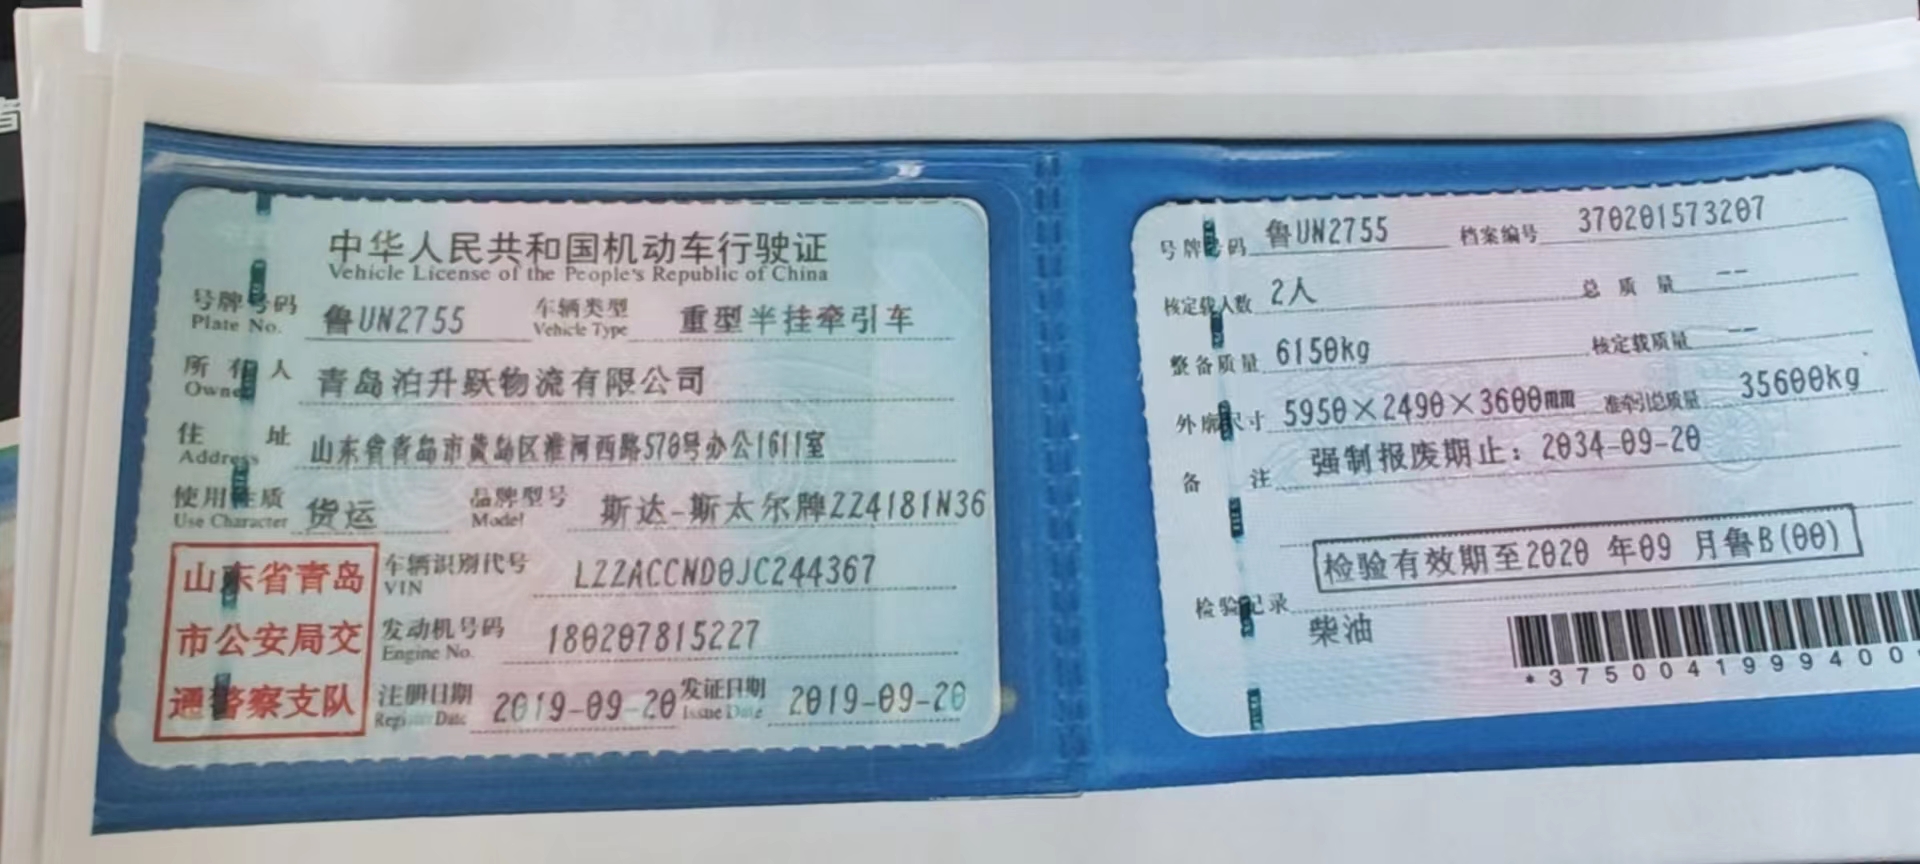 者
中华人民共和国机动车行驶证
Vehicle License of the People's Republic of China
号牌号码 鲁UN2755 车辆类型 重型半挂牵引车
Plate No. Vehicle Type
所有人 青岛泊升跃物流有限公司
Owner
住址 山东省青岛市黄岛区淮河西路570号办公1611室
Address
使用性质 货运 品牌型号 斯达-斯太尔牌ZZ4181N36
Use Character Model
山东省青岛
市公安局交
通警察支队
车辆识别代号 LZZACCND0JC244367
VIN
发动机号码 180207815227
Engine No.
注册日期 2019-09-20 发证日期 2019-09-20
Register Date Issue Date
号牌号码 鲁UN2755 档案编号 370201573207
核定载人数 2人 总质量 --
整备质量 6150kg 核定载质量 --
外廓尺寸 5950×2490×3600mm 准牵引总质量 35600kg
备注 强制报废期止：2034-09-20
检验有效期至2020 年09 月鲁B(00)
检验记录
柴油
*3750041999400